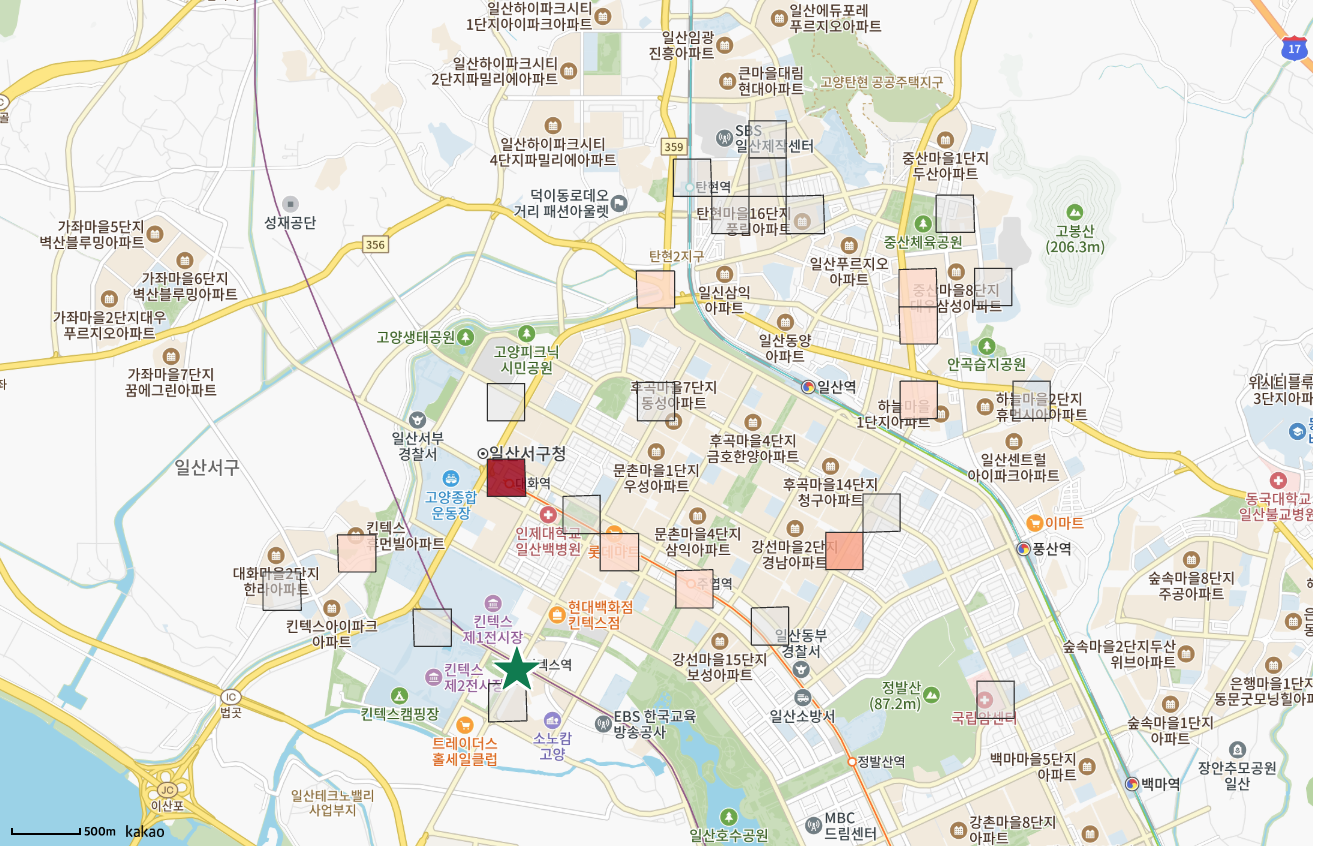 일산하이파크시티
1단지아이파크아파트
일산에듀포레
푸르지오아파트
일산임광
진흥아파트
17
일산하이파크시티
2단지파밀리에아파트
큰마을대림
현대아파트
고양탄현 공공주택지구
골
359
SBS
일산제작센터
일산하이파크시티
4단지파밀리에아파트
중산마을1단지
두산아파트
탄현역
덕이동로데오
거리 패션아울렛
성재공단
탄현마을16단지
풍림아파트
중산체육공원
고봉산
(206.3m)
가좌마을5단지
벽산블루밍아파트
356
탄현2지구
일산푸르지오
아파트
가좌마을6단지
벽산블루밍아파트
일신삼익
아파트
중산마을8단지
대우삼성아파트
가좌마을2단지대우
푸르지오아파트
고양생태공원
고양피크닉
시민공원
일산동양
아파트
안곡습지공원
가좌마을7단지
꿈에그린아파트
좌
후곡마을7단지
동성아파트
일산역
하늘마을
1단지아파트
하늘마을2단지
휴먼시아아파트
위시티블루
3단지아파
일산서부
경찰서
일산서구청
후곡마을4단지
금호한양아파트
일산서구
일산센트럴
아이파크아파트
문촌마을1단지
우성아파트
대화역
후곡마을14단지
청구아파트
고양종합
운동장
동국대학교
일산불교병원
인제대학교
일산백병원
킨텍스
휴먼빌아파트
롯데마트
문촌마을4단지
삼익아파트
강선마을2단지
경남아파트
이마트
풍산역
대화마을2단지
한라아파트
주엽역
숲속마을8단지
주공아파트
킨텍스아이파크
아파트
킨텍스
제1전시장
현대백화점
킨텍스점
일산동부
경찰서
은
숲속마을2단지두산
위브아파트
강선마을15단지
보성아파트
텍스역
킨텍스
제2전시장
은행마을1단지
동문굿모닝힐아파
정발산
(87.2m)
IC
법곳
킨텍스캠핑장
국립암센터
일산소방서
EBS 한국교육
방송공사
숲속마을1단지
아파트
트레이더스
홀세일클럽
소노캄
고양
정발산역
백마마을5단지
아파트
장안추모공원
일산
백마역
JC
이산포
일산테크노밸리
사업부지
MBC
드림센터
강촌마을8단지
아파트
일산호수공원
500m kakao